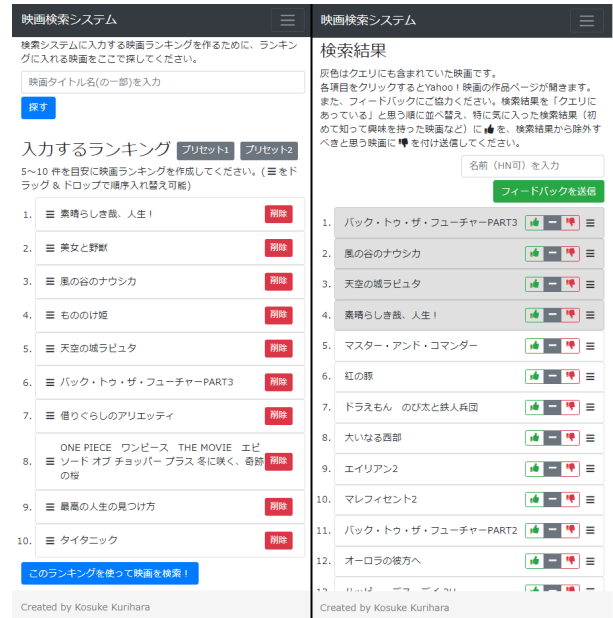 映画検索システム
検索システムに入力する映画ランキングを作るために、ランキン
グに入れる映画をここで探してください。
映画タイトル名(の一部)を入力
探す
入力するランキング プリセット1 プリセット2
5～10 件を目安に映画ランキングを作成してください。(☰をド
ラッグ & ドロップで順序入れ替え可能)
1. ☰ 素晴らしき哉、人生！ 削除
2. ☰ 美女と野獣 削除
3. ☰ 風の谷のナウシカ 削除
4. ☰ もののけ姫 削除
5. ☰ 天空の城ラピュタ 削除
6. ☰ バック・トゥ・ザ・フューチャーPART3 削除
7. ☰ 借りぐらしのアリエッティ 削除
ONE PIECE ワンピース THE MOVIE エピ
8. ☰ ソード オブ チョッパー プラス 冬に咲く、奇跡 削除
の桜
9. ☰ 最高の人生の見つけ方 削除
10. ☰ タイタニック 削除
このランキングを使って映画を検索！
Created by Kosuke Kurihara
映画検索システム
検索結果
灰色はクエリにも含まれていた映画です。
各項目をクリックするとYahoo！映画の作品ページが開きます。
また、フィードバックにご協力ください。検索結果を「クエリに
あっている」と思う順に並べ替え、特に気に入った検索結果（初
めて知って興味を持った映画など）に👍を、検索結果から除外す
べきと思う映画に👎を付け送信してください。
名前（HN可）を入力
フィードバックを送信
1. バック・トゥ・ザ・フューチャーPART3
2. 風の谷のナウシカ
3. 天空の城ラピュタ
4. 素晴らしき哉、人生！
5. マスター・アンド・コマンダー
6. 紅の豚
7. ドラえもん のび太と鉄人兵団
8. 大いなる西部
9. エイリアン2
10. マレフィセント2
11. バック・トゥ・ザ・フューチャーPART2
12. オーロラの彼方へ
Created by Kosuke Kurihara